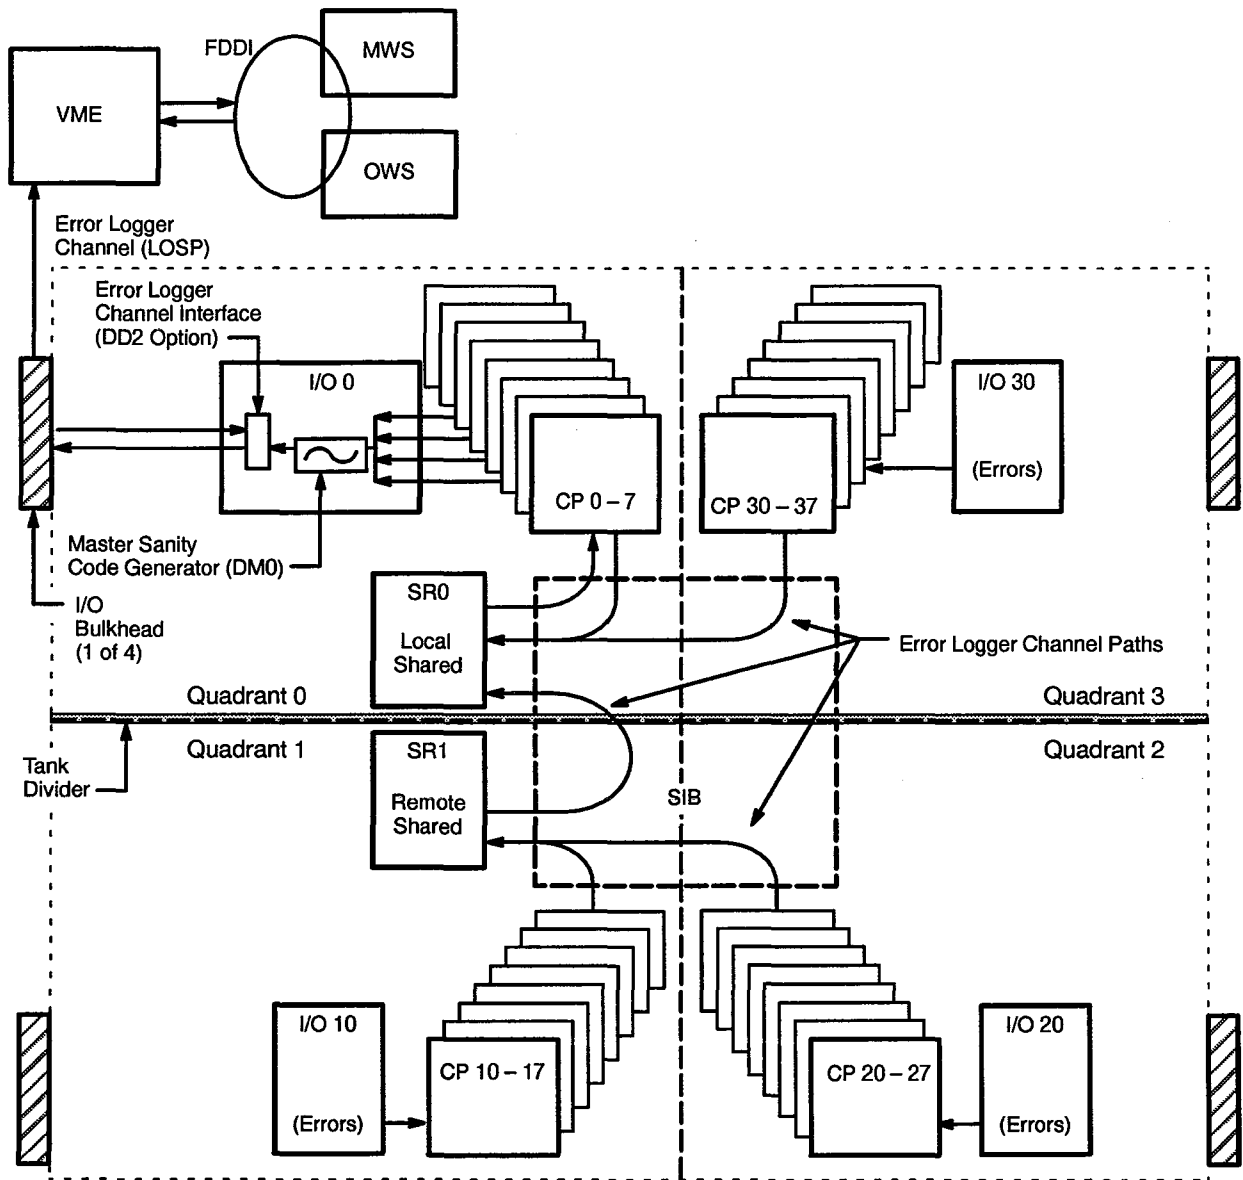 FDDI
MWS
VME
OWS
Error Logger
Channel (LOSP)
Error Logger
Channel Interface
(DD2 Option)
I/O 0
I/O 30
(Errors)
CP 0 – 7
CP 30 – 37
Master Sanity
Code Generator (DM0)
I/O
Bulkhead
(1 of 4)
SR0
Local
Shared
Error Logger Channel Paths
Quadrant 0
Quadrant 3
Quadrant 1
Quadrant 2
Tank
Divider
SR1
Remote
Shared
SIB
I/O 10
(Errors)
CP 10 – 17
CP 20 – 27
I/O 20
(Errors)